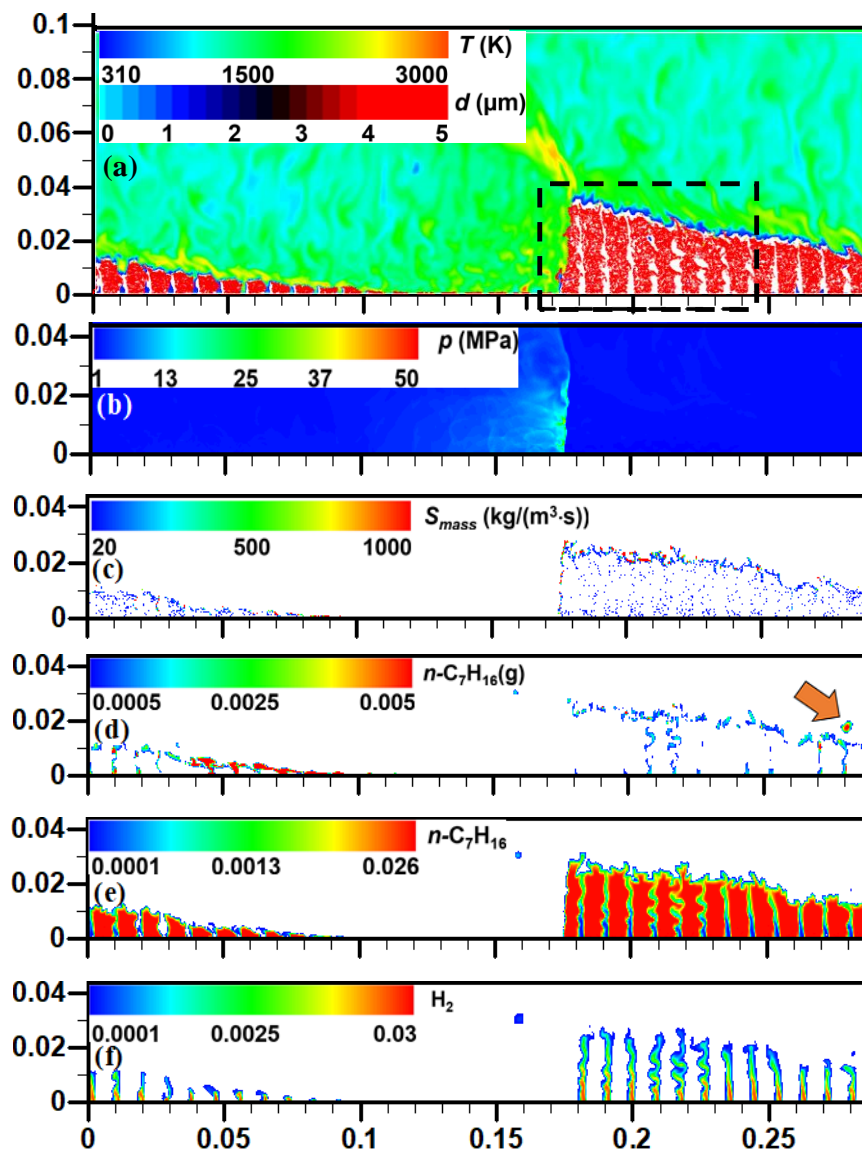 0.1
T (K)
310 1500 3000
0.08
d (μm)
0 1 2 3 4 5
0.06
(a)
0.04
0.02
0
0.04
p (MPa)
1 13 25 37 50
0.02
(b)
0
0.04
S_mass (kg/(m³·s))
20 500 1000
0.02
(c)
0
0.04
n-C₇H₁₆(g)
0.0005 0.0025 0.005
0.02
(d)
0
0.04
n-C₇H₁₆
0.0001 0.0013 0.026
0.02
(e)
0
0.04
H₂
0.0001 0.0025 0.03
0.02
(f)
0
0 0.05 0.1 0.15 0.2 0.25